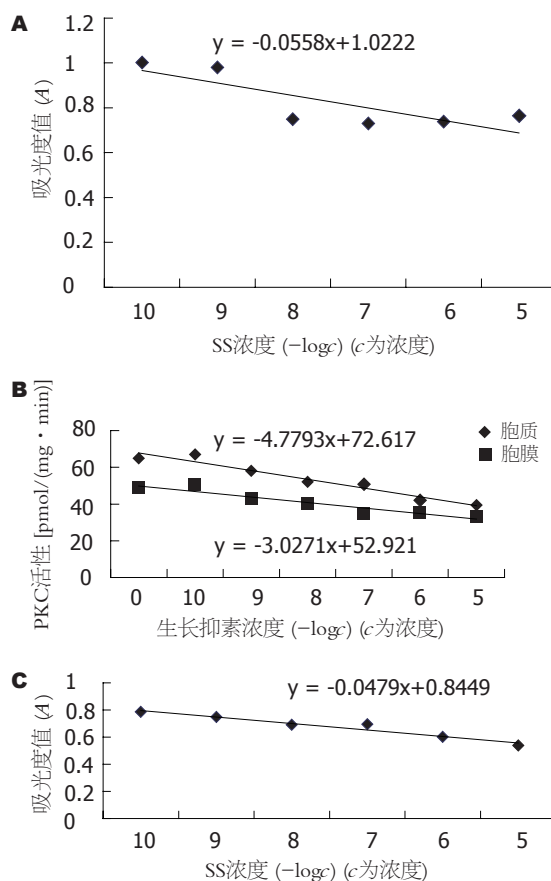 A
1.2
1
0.8
0.6
0.4
0.2
0
吸光度值 (A)
y = -0.0558x+1.0222
10 9 8 7 6 5
SS浓度 (−logc) (c为浓度)
B
80
60
40
20
0
PKC活性 [pmol/(mg·min)]
y = -4.7793x+72.617
y = -3.0271x+52.921
胞质
胞膜
0 10 9 8 7 6 5
生长抑素浓度 (−logc) (c为浓度)
C
1
0.8
0.6
0.4
0.2
0
吸光度值 (A)
y = -0.0479x+0.8449
10 9 8 7 6 5
SS浓度 (−logc) (c为浓度)